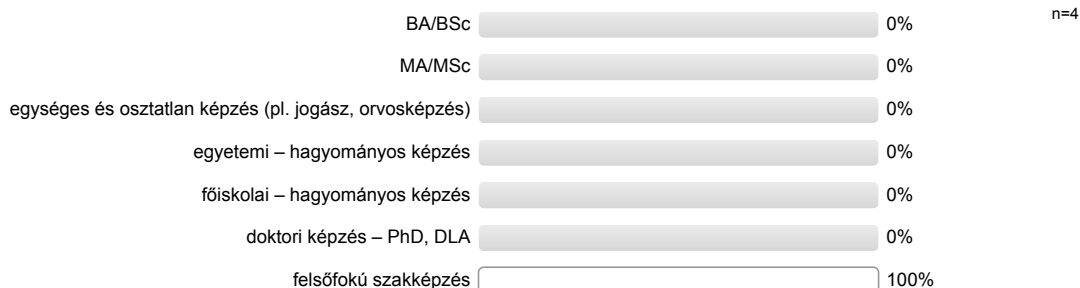 BA/BSc 0% n=4
MA/MSc 0%
egységes és osztatlan képzés (pl. jogász, orvosképzés) 0%
egyetemi – hagyományos képzés 0%
főiskolai – hagyományos képzés 0%
doktori képzés – PhD, DLA 0%
felsőfokú szakképzés 100%